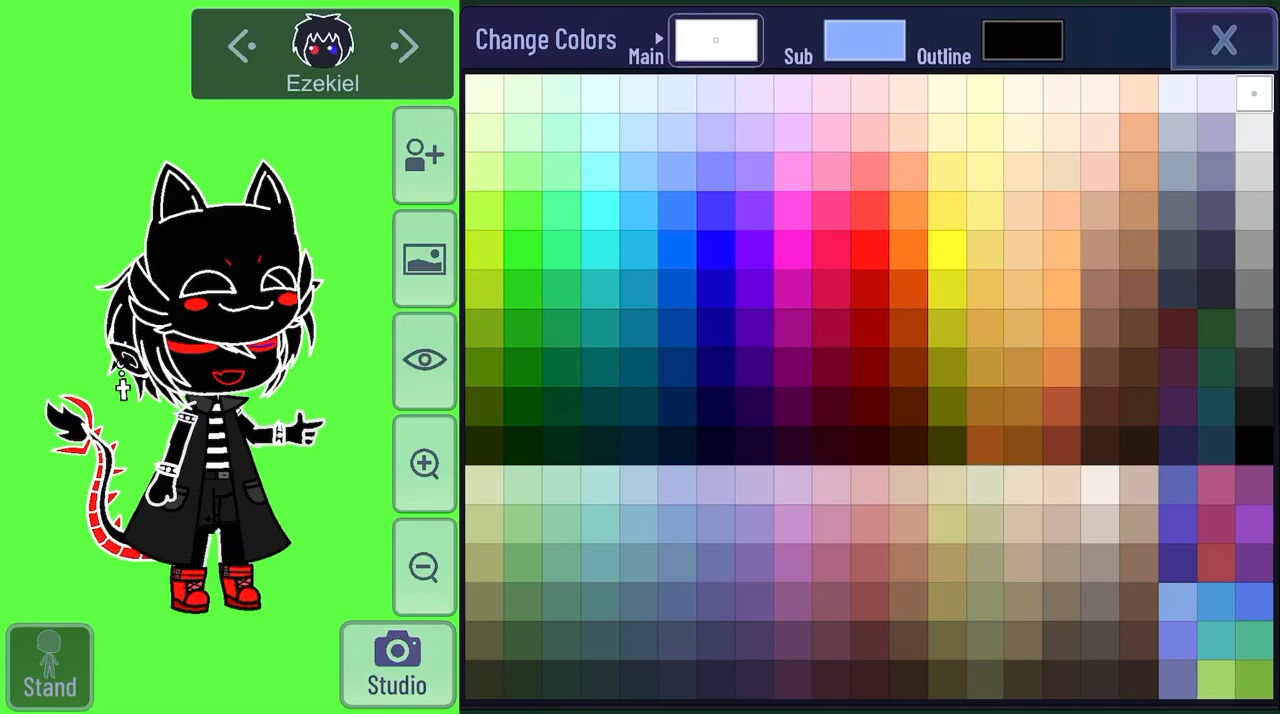 Ezekiel
Change Colors
Main
Sub
Outline
X
Stand
Studio